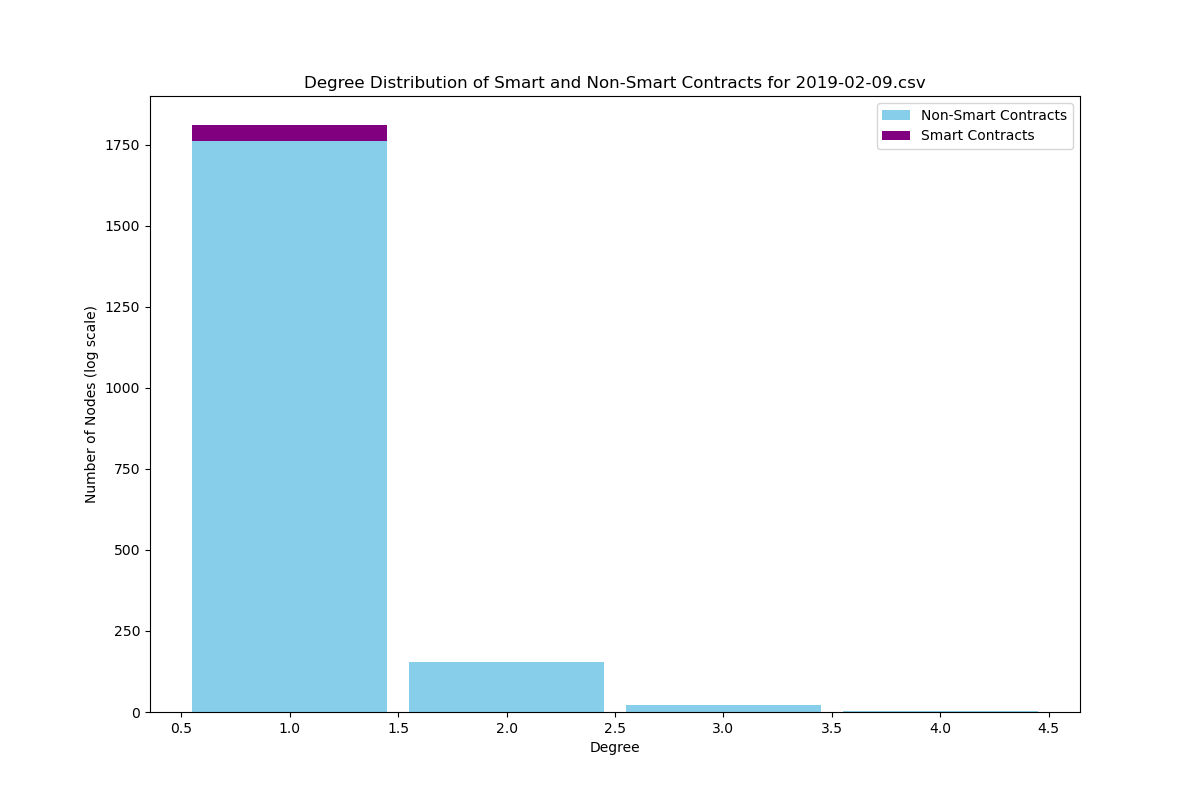 Degree Distribution of Smart and Non-Smart Contracts for 2019-02-09.csv
Non-Smart Contracts
Smart Contracts
Number of Nodes (log scale)
1750
1500
1250
1000
750
500
250
0
0.5 1.0 1.5 2.0 2.5 3.0 3.5 4.0 4.5
Degree